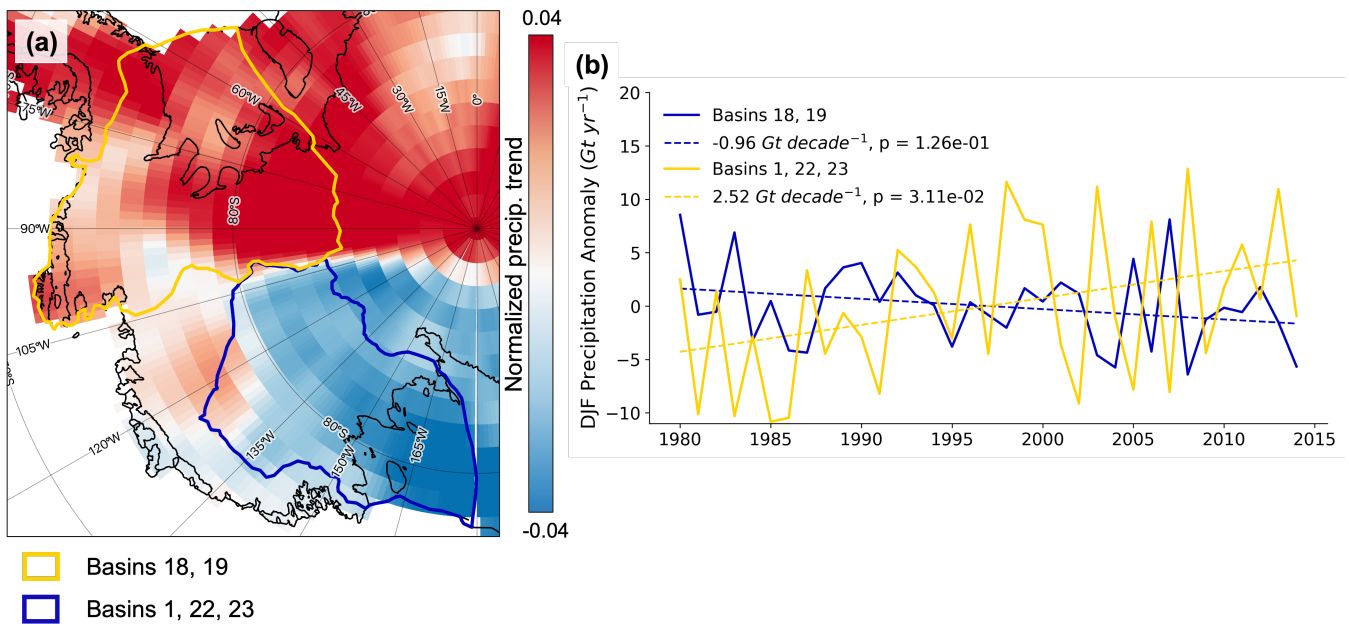 (a)
0.04
Normalized precip. trend
-0.04
75°W
60°W
45°W
30°W
15°W
0°
90°W
80°S
105°W
120°W
135°W
80°S
150°W
165°W
Basins 18, 19
Basins 1, 22, 23
(b)
DJF Precipitation Anomaly (Gt yr⁻¹)
20
15
10
5
0
−5
−10
Basins 18, 19
-0.96 Gt decade⁻¹, p = 1.26e-01
Basins 1, 22, 23
2.52 Gt decade⁻¹, p = 3.11e-02
1980
1985
1990
1995
2000
2005
2010
2015